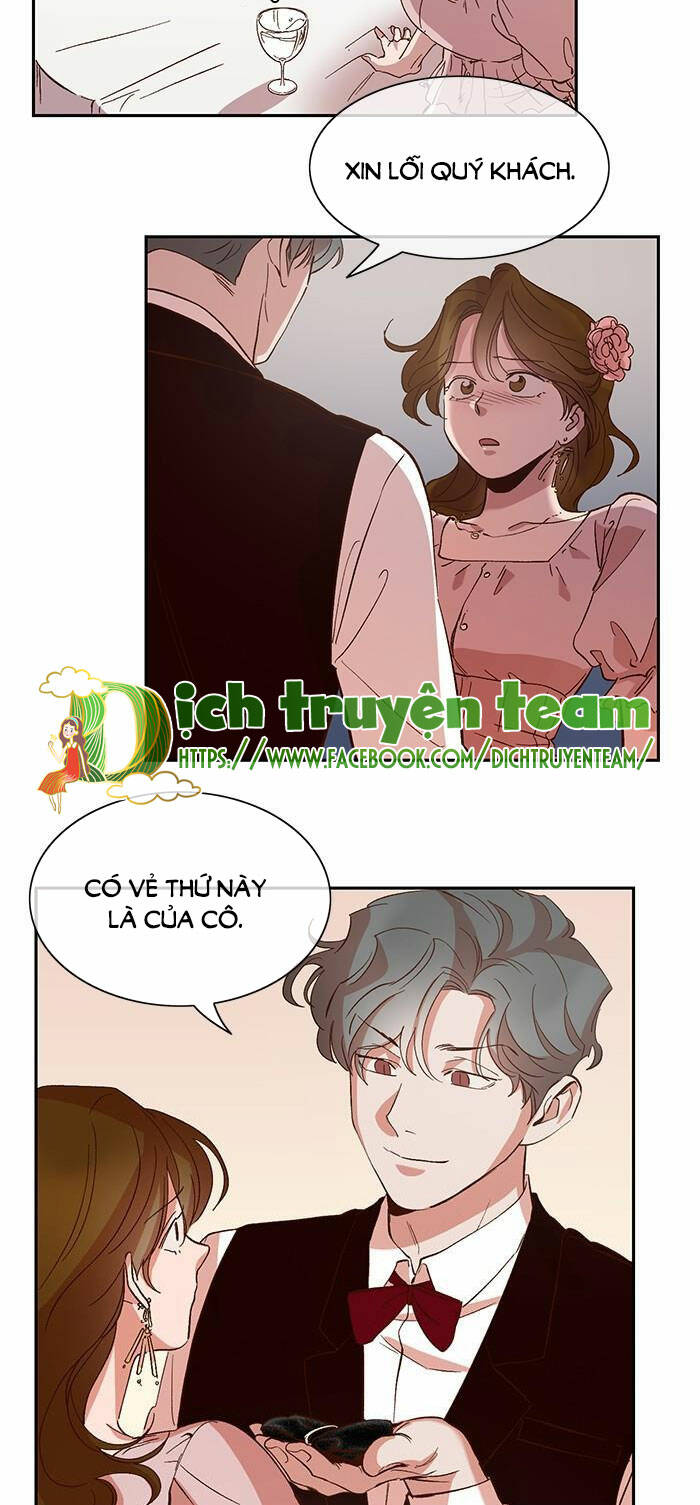 XIN LỖI QUÝ KHÁCH.
Dịch truyện team
HTTPS://WWW.FACEBOOK.COM/DICHTRUYENTEAM/
CÓ VẺ THỨ NÀY
LÀ CỦA CÔ.